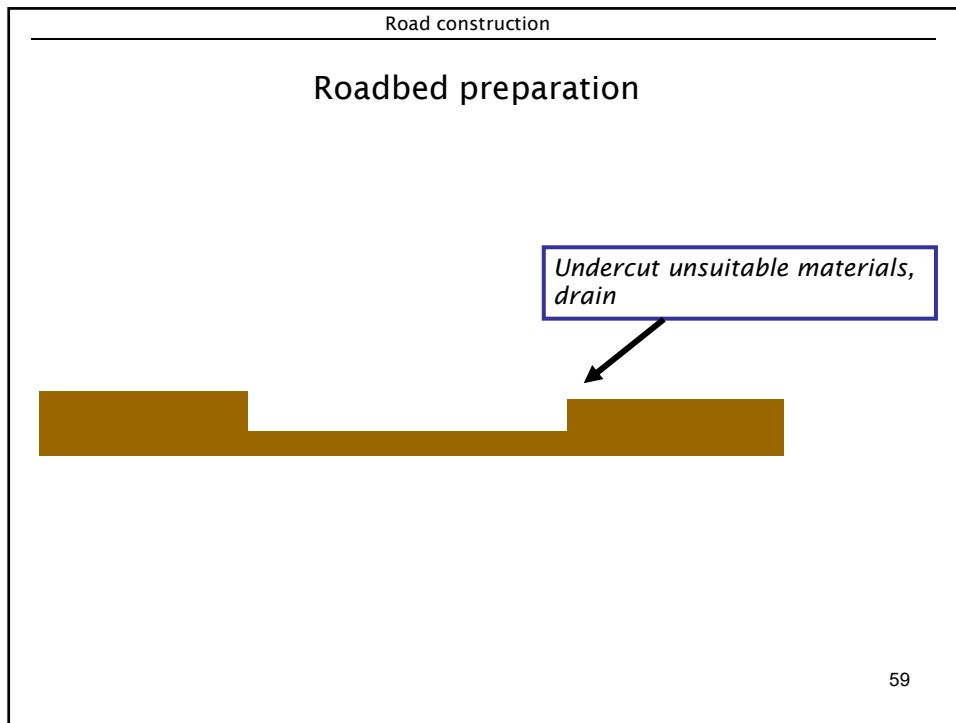 Road construction
Roadbed preparation
Undercut unsuitable materials,
drain
59